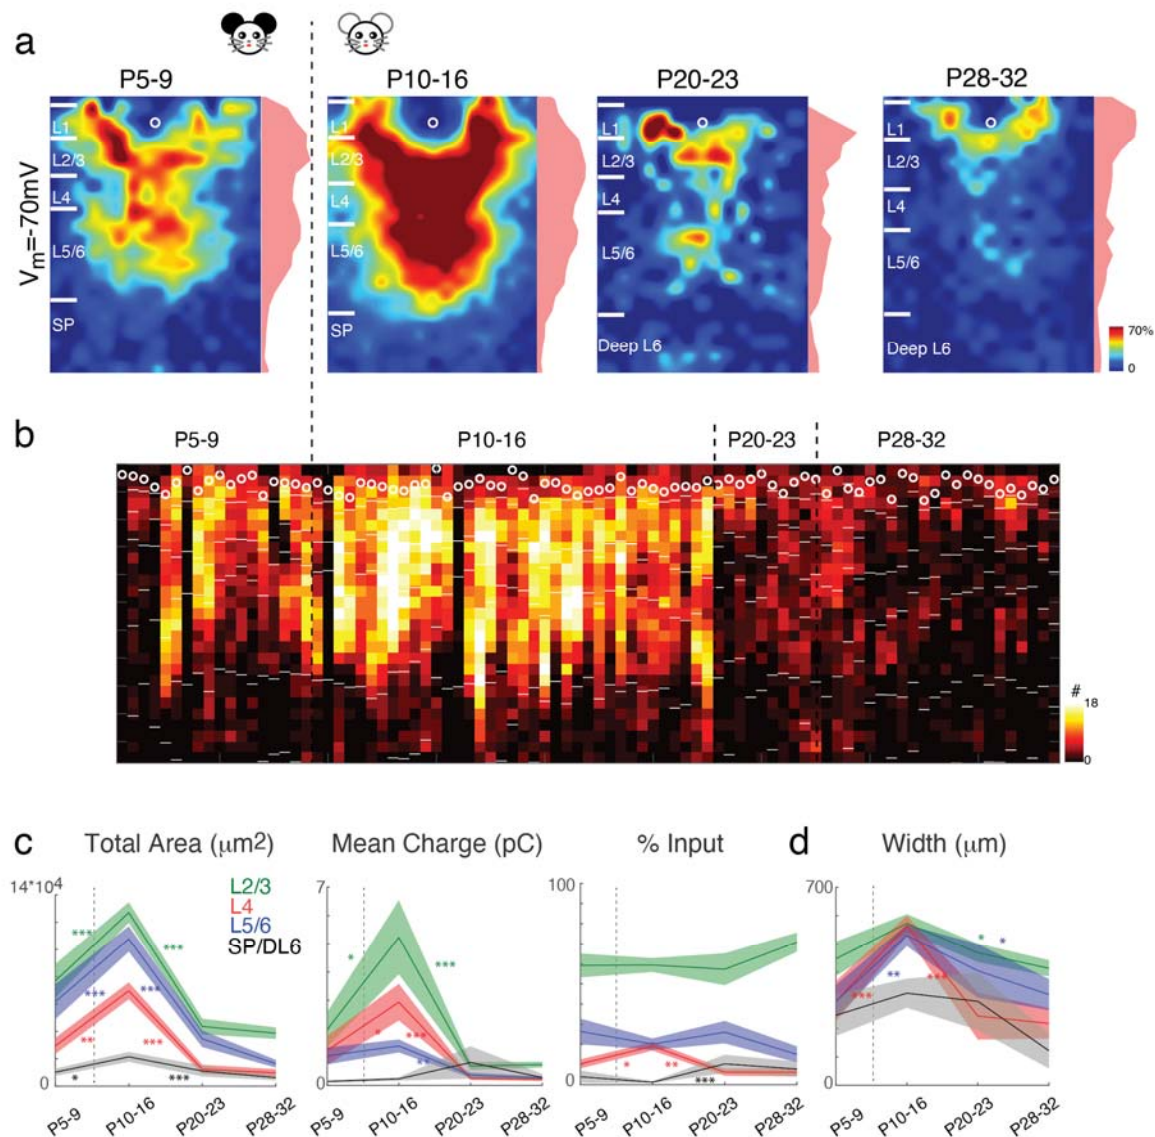 a
P5-9 P10-16 P20-23 P28-32
Vm=-70mV
L1 L1 L1 L1
L2/3 L2/3 L2/3 L2/3
L4 L4 L4 L4
L5/6 L5/6 L5/6 L5/6
SP SP Deep L6 Deep L6
70%
0
b
P5-9 P10-16 P20-23 P28-32
#
18
0
c Total Area (μm2) Mean Charge (pC) % Input d Width (μm)
14*10⁴ 7 100 700
L2/3
L4
L5/6
SP/DL6
*** *** *** *** ** *** * ***
* *** * *** **
* ** ***
* * ** *** ***
0 0 0 0
P5-9 P10-16 P20-23 P28-32 P5-9 P10-16 P20-23 P28-32 P5-9 P10-16 P20-23 P28-32 P5-9 P10-16 P20-23 P28-32